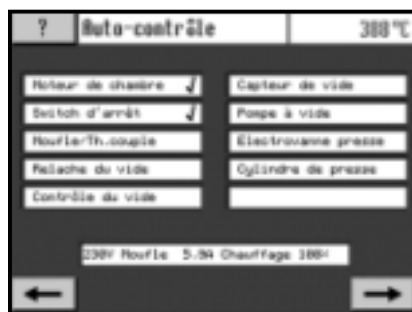 ?
Auto-contrôle
388 °C
Moteur de chambre √
Switch d'arrêt √
Moufle/Th.couple
Relache du vide
Contrôle du vide
Capteur de vide
Pompe à vide
Electrovanne presse
Cylindre de presse
230V Moufle 5.9A Chauffage 100%